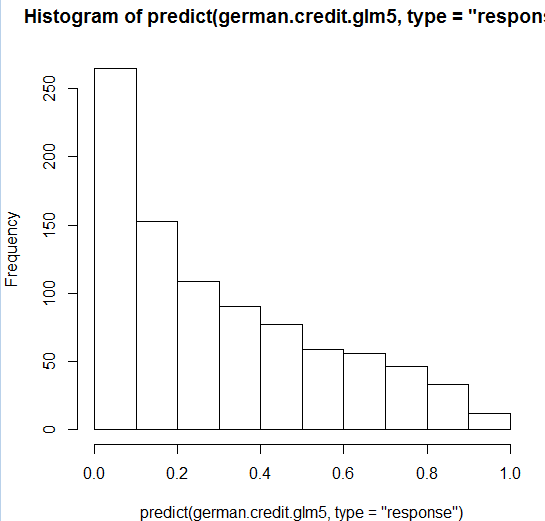 Histogram of predict(german.credit.glm5, type = "respon
250
200
150
100
50
0
Frequency
0.0 0.2 0.4 0.6 0.8 1.0
predict(german.credit.glm5, type = "response")